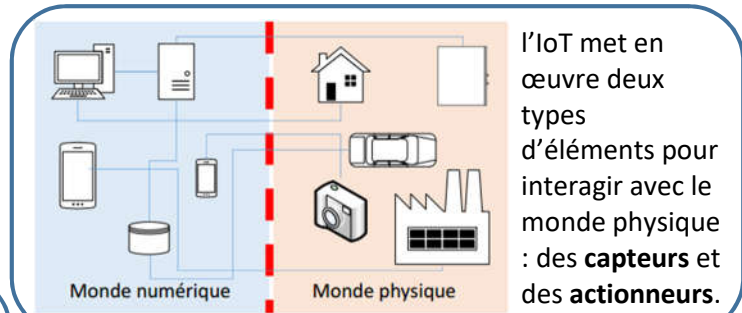 l’IoT met en
œuvre deux
types
d’éléments pour
interagir avec le
monde physique
: des capteurs et
des actionneurs.
Monde numérique
Monde physique